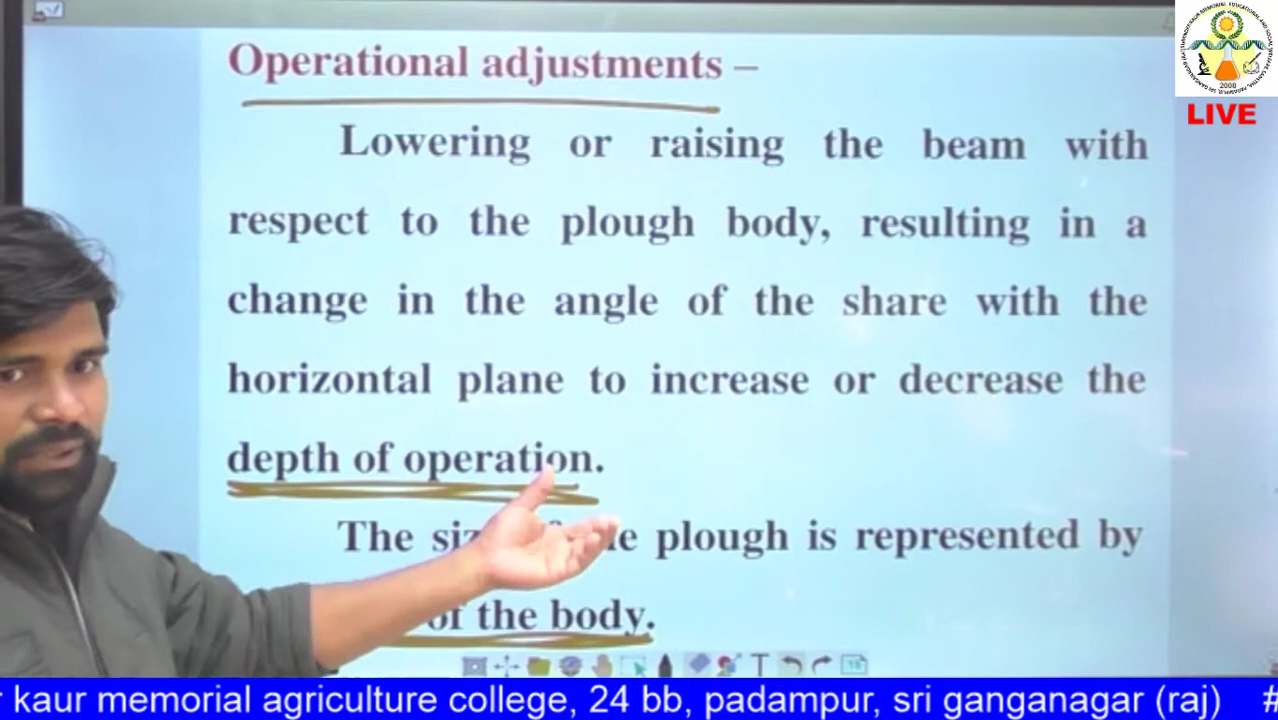 Operational adjustments –
Lowering or raising the beam with
respect to the plough body, resulting in a
change in the angle of the share with the
horizontal plane to increase or decrease the
depth of operation.
The plough is represented by
of the body.
2008
LIVE
kaur memorial agriculture college, 24 bb, padampur, sri ganganagar (raj) #